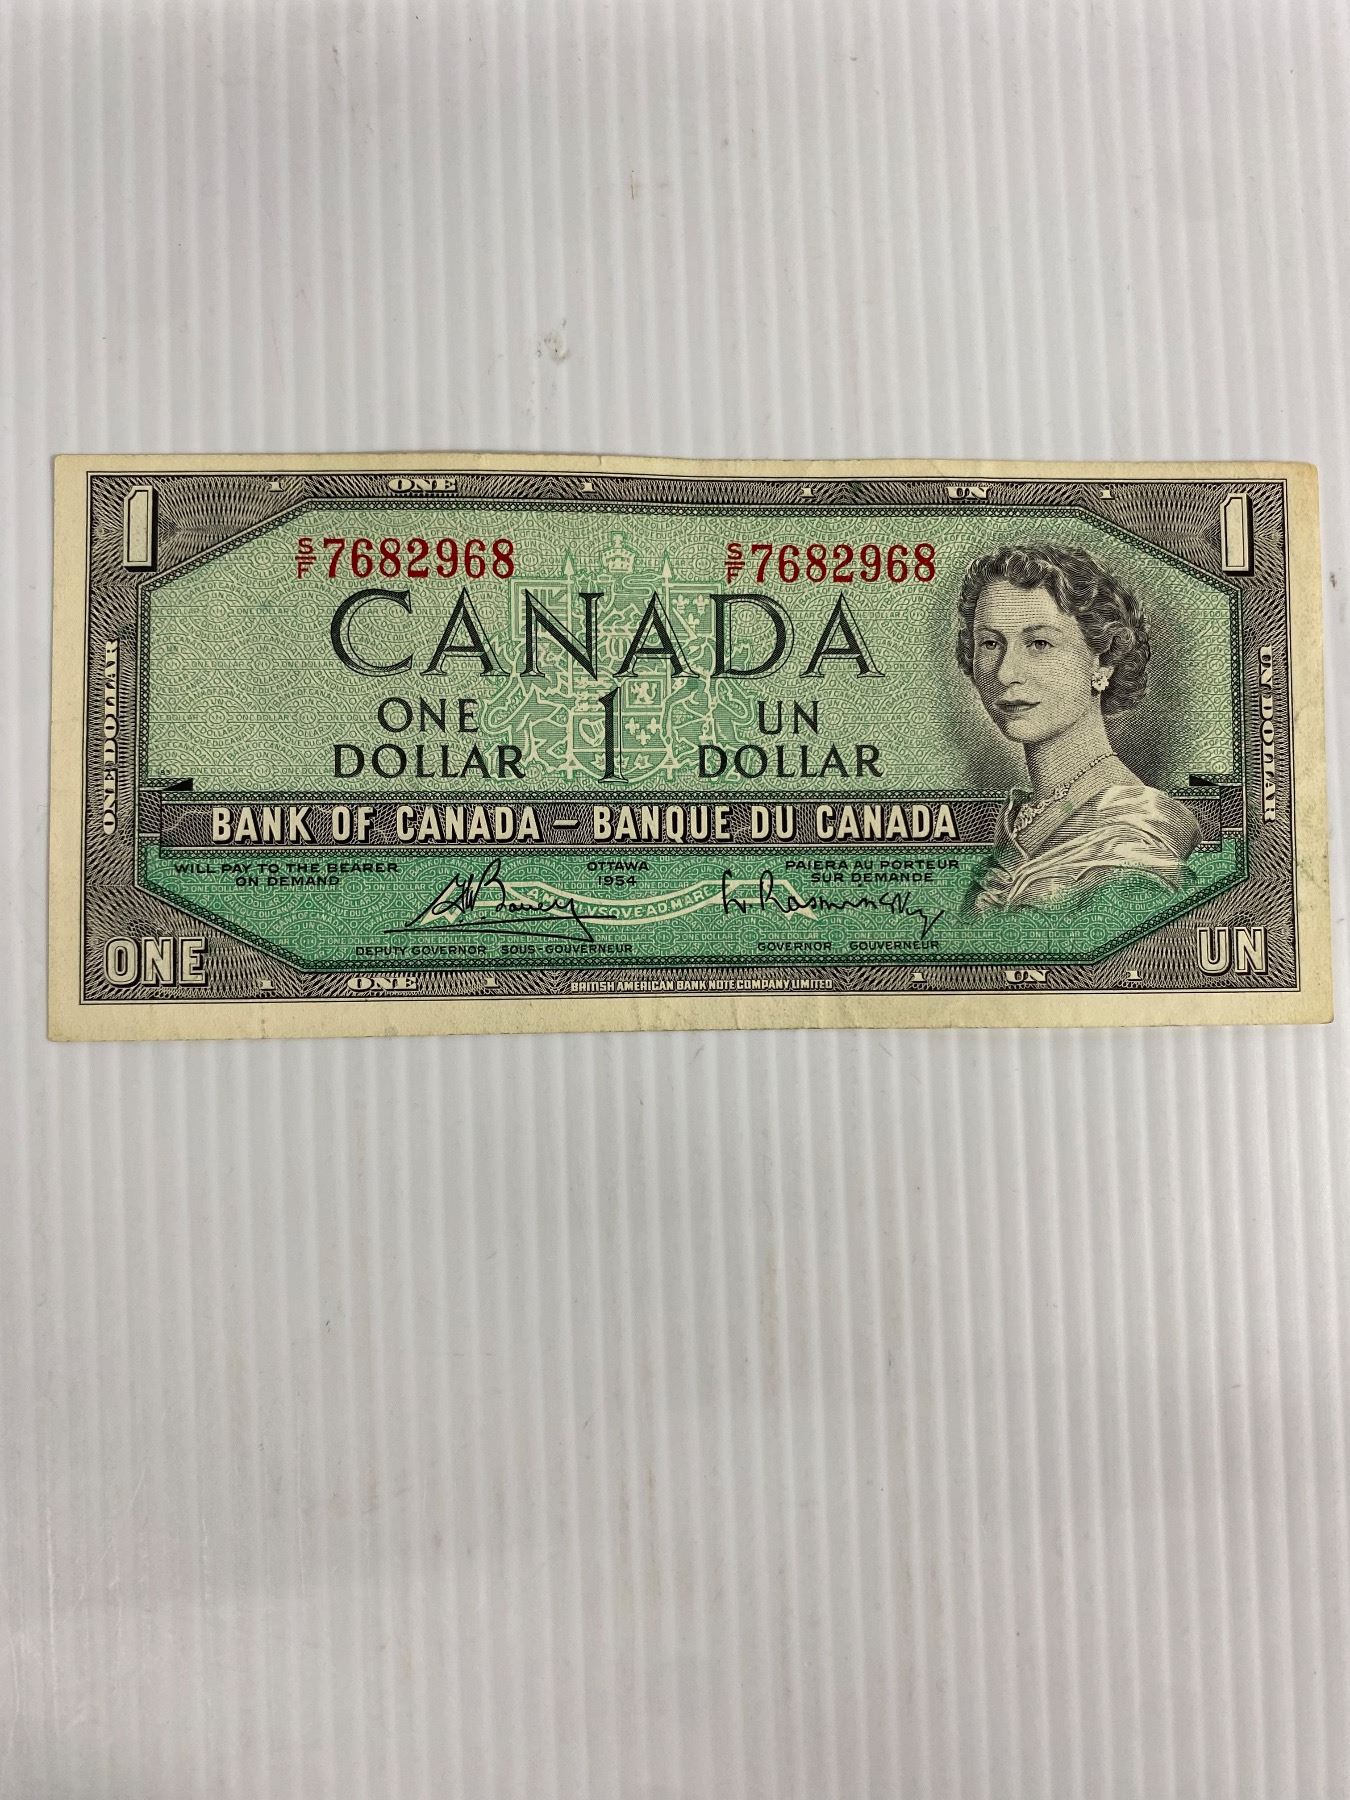 1 ONE 1 1 UN 1
1 1
S/F 7682968 S/F 7682968
CANADA
ONE 1 UN
DOLLAR DOLLAR
ONE DOLLAR
UN DOLLAR
BANK OF CANADA – BANQUE DU CANADA
WILL PAY TO THE BEARER OTTAWA PAIERA AU PORTEUR
ON DEMAND 1954 SUR DEMANDE
L. Rasminsky
DEPUTY GOVERNOR SOUS-GOUVERNEUR GOVERNOR GOUVERNEUR
ONE UN
1 ONE 1 BRITISH AMERICAN BANK NOTE COMPANY LIMITED 1 UN 1